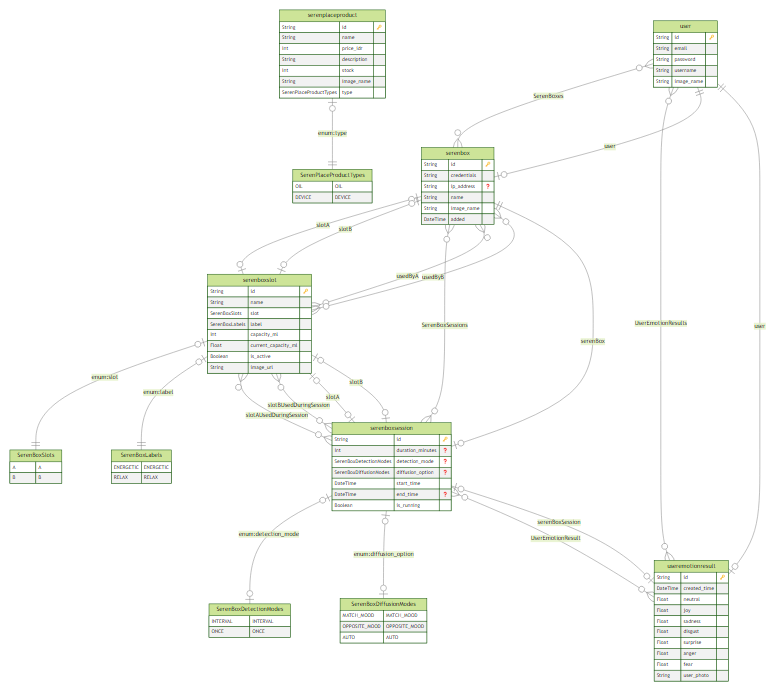 serenplaceproduct
String id
String name
Int price_idr
String description
Int stock
String image_name
SerenPlaceProductTypes type
user
String id
String email
String password
String username
String image_name
SerenBoxes
enum:type
user
serenbox
String id
String credentials
String ip_address ?
String name
String image_name
DateTime added
SerenPlaceProductTypes
OIL OIL
DEVICE DEVICE
slotA
slotB
usedByA
usedByB
serenboxslot
String id
String name
SerenBoxSlots slot
SerenBoxLabels label
Int capacity_ml
Float current_capacity_ml
Boolean is_active
String image_url
SerenBoxSessions
UserEmotionResults
user
serenBox
enum:slot
enum:label
slotB
slotA
slotBUsedDuringSession
slotAUsedDuringSession
SerenBoxSlots
A A
B B
SerenBoxLabels
ENERGETIC ENERGETIC
RELAX RELAX
serenboxsession
String id
Int duration_minutes ?
SerenBoxDetectionModes detection_mode ?
SerenBoxDiffusionModes diffusion_option ?
DateTime start_time
DateTime end_time ?
Boolean is_running
serenBoxSession
UserEmotionResult
enum:detection_mode
enum:diffusion_option
SerenBoxDetectionModes
INTERVAL INTERVAL
ONCE ONCE
SerenBoxDiffusionModes
MATCH_MOOD MATCH_MOOD
OPPOSITE_MOOD OPPOSITE_MOOD
AUTO AUTO
useremotionresult
String id
DateTime created_time
Float neutral
Float joy
Float sadness
Float disgust
Float surprise
Float anger
Float fear
String user_photo